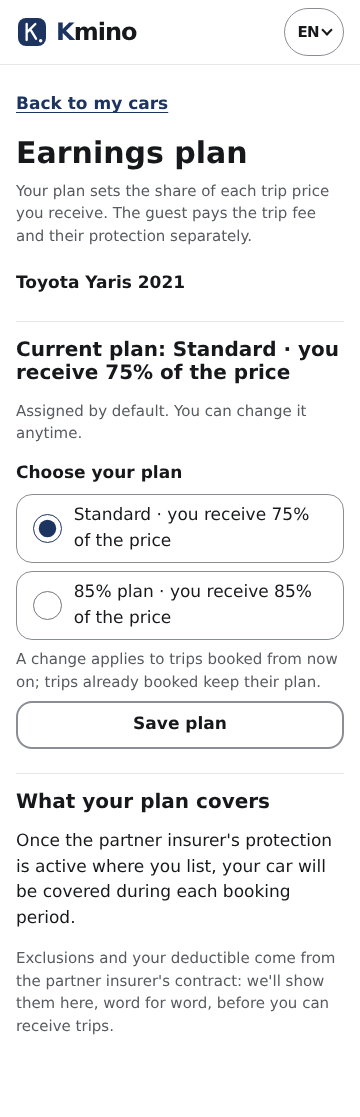 Kmino
EN
Back to my cars
Earnings plan
Your plan sets the share of each trip price
you receive. The guest pays the trip fee
and their protection separately.
Toyota Yaris 2021
Current plan: Standard · you
receive 75% of the price
Assigned by default. You can change it
anytime.
Choose your plan
Standard · you receive 75%
of the price
85% plan · you receive 85%
of the price
A change applies to trips booked from now
on; trips already booked keep their plan.
Save plan
What your plan covers
Once the partner insurer's protection
is active where you list, your car will
be covered during each booking
period.
Exclusions and your deductible come from
the partner insurer's contract: we'll show
them here, word for word, before you can
receive trips.